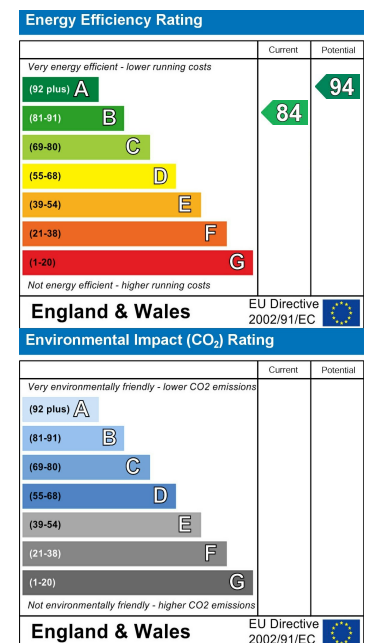 Energy Efficiency Rating
Current Potential
Very energy efficient - lower running costs
(92 plus) A
94
(81-91) B
84
(69-80) C
(55-68) D
(39-54) E
(21-38) F
(1-20) G
Not energy efficient - higher running costs
England & Wales
EU Directive
2002/91/EC
Environmental Impact (CO₂) Rating
Current Potential
Very environmentally friendly - lower CO2 emissions
(92 plus) A
(81-91) B
(69-80) C
(55-68) D
(39-54) E
(21-38) F
(1-20) G
Not environmentally friendly - higher CO2 emissions
England & Wales
EU Directive
2002/91/EC